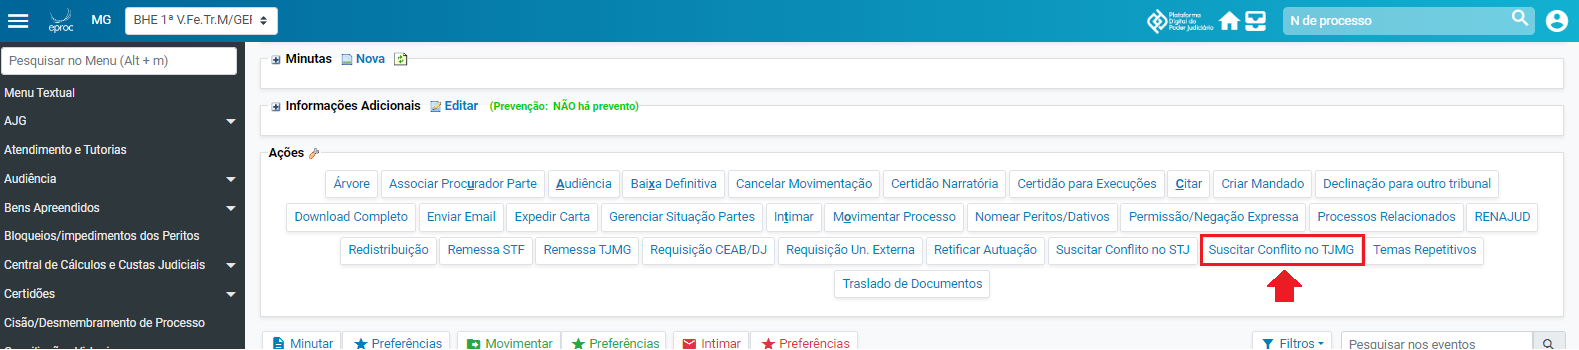 eproc MG BHE 1ª V.Fe.Tr.M/GEF Plataforma Digital do Poder Judiciário N de processo
Pesquisar no Menu (Alt + m)
Menu Textual
AJG
Atendimento e Tutorias
Audiência
Bens Apreendidos
Bloqueios/impedimentos dos Peritos
Central de Cálculos e Custas Judiciais
Certidões
Cisão/Desmembramento de Processo
Minutas Nova
Informações Adicionais Editar (Prevenção: NÃO há prevento)
Ações
Árvore Associar Procurador Parte Audiência Baixa Definitiva Cancelar Movimentação Certidão Narratória Certidão para Execuções Citar Criar Mandado Declinação para outro tribunal
Download Completo Enviar Email Expedir Carta Gerenciar Situação Partes Intimar Movimentar Processo Nomear Peritos/Dativos Permissão/Negação Expressa Processos Relacionados RENAJUD
Redistribuição Remessa STF Remessa TJMG Requisição CEAB/DJ Requisição Un. Externa Retificar Autuação Suscitar Conflito no STJ Suscitar Conflito no TJMG Temas Repetitivos
Traslado de Documentos
Minutar Preferências Movimentar Preferências Intimar Preferências Filtros Pesquisar nos eventos